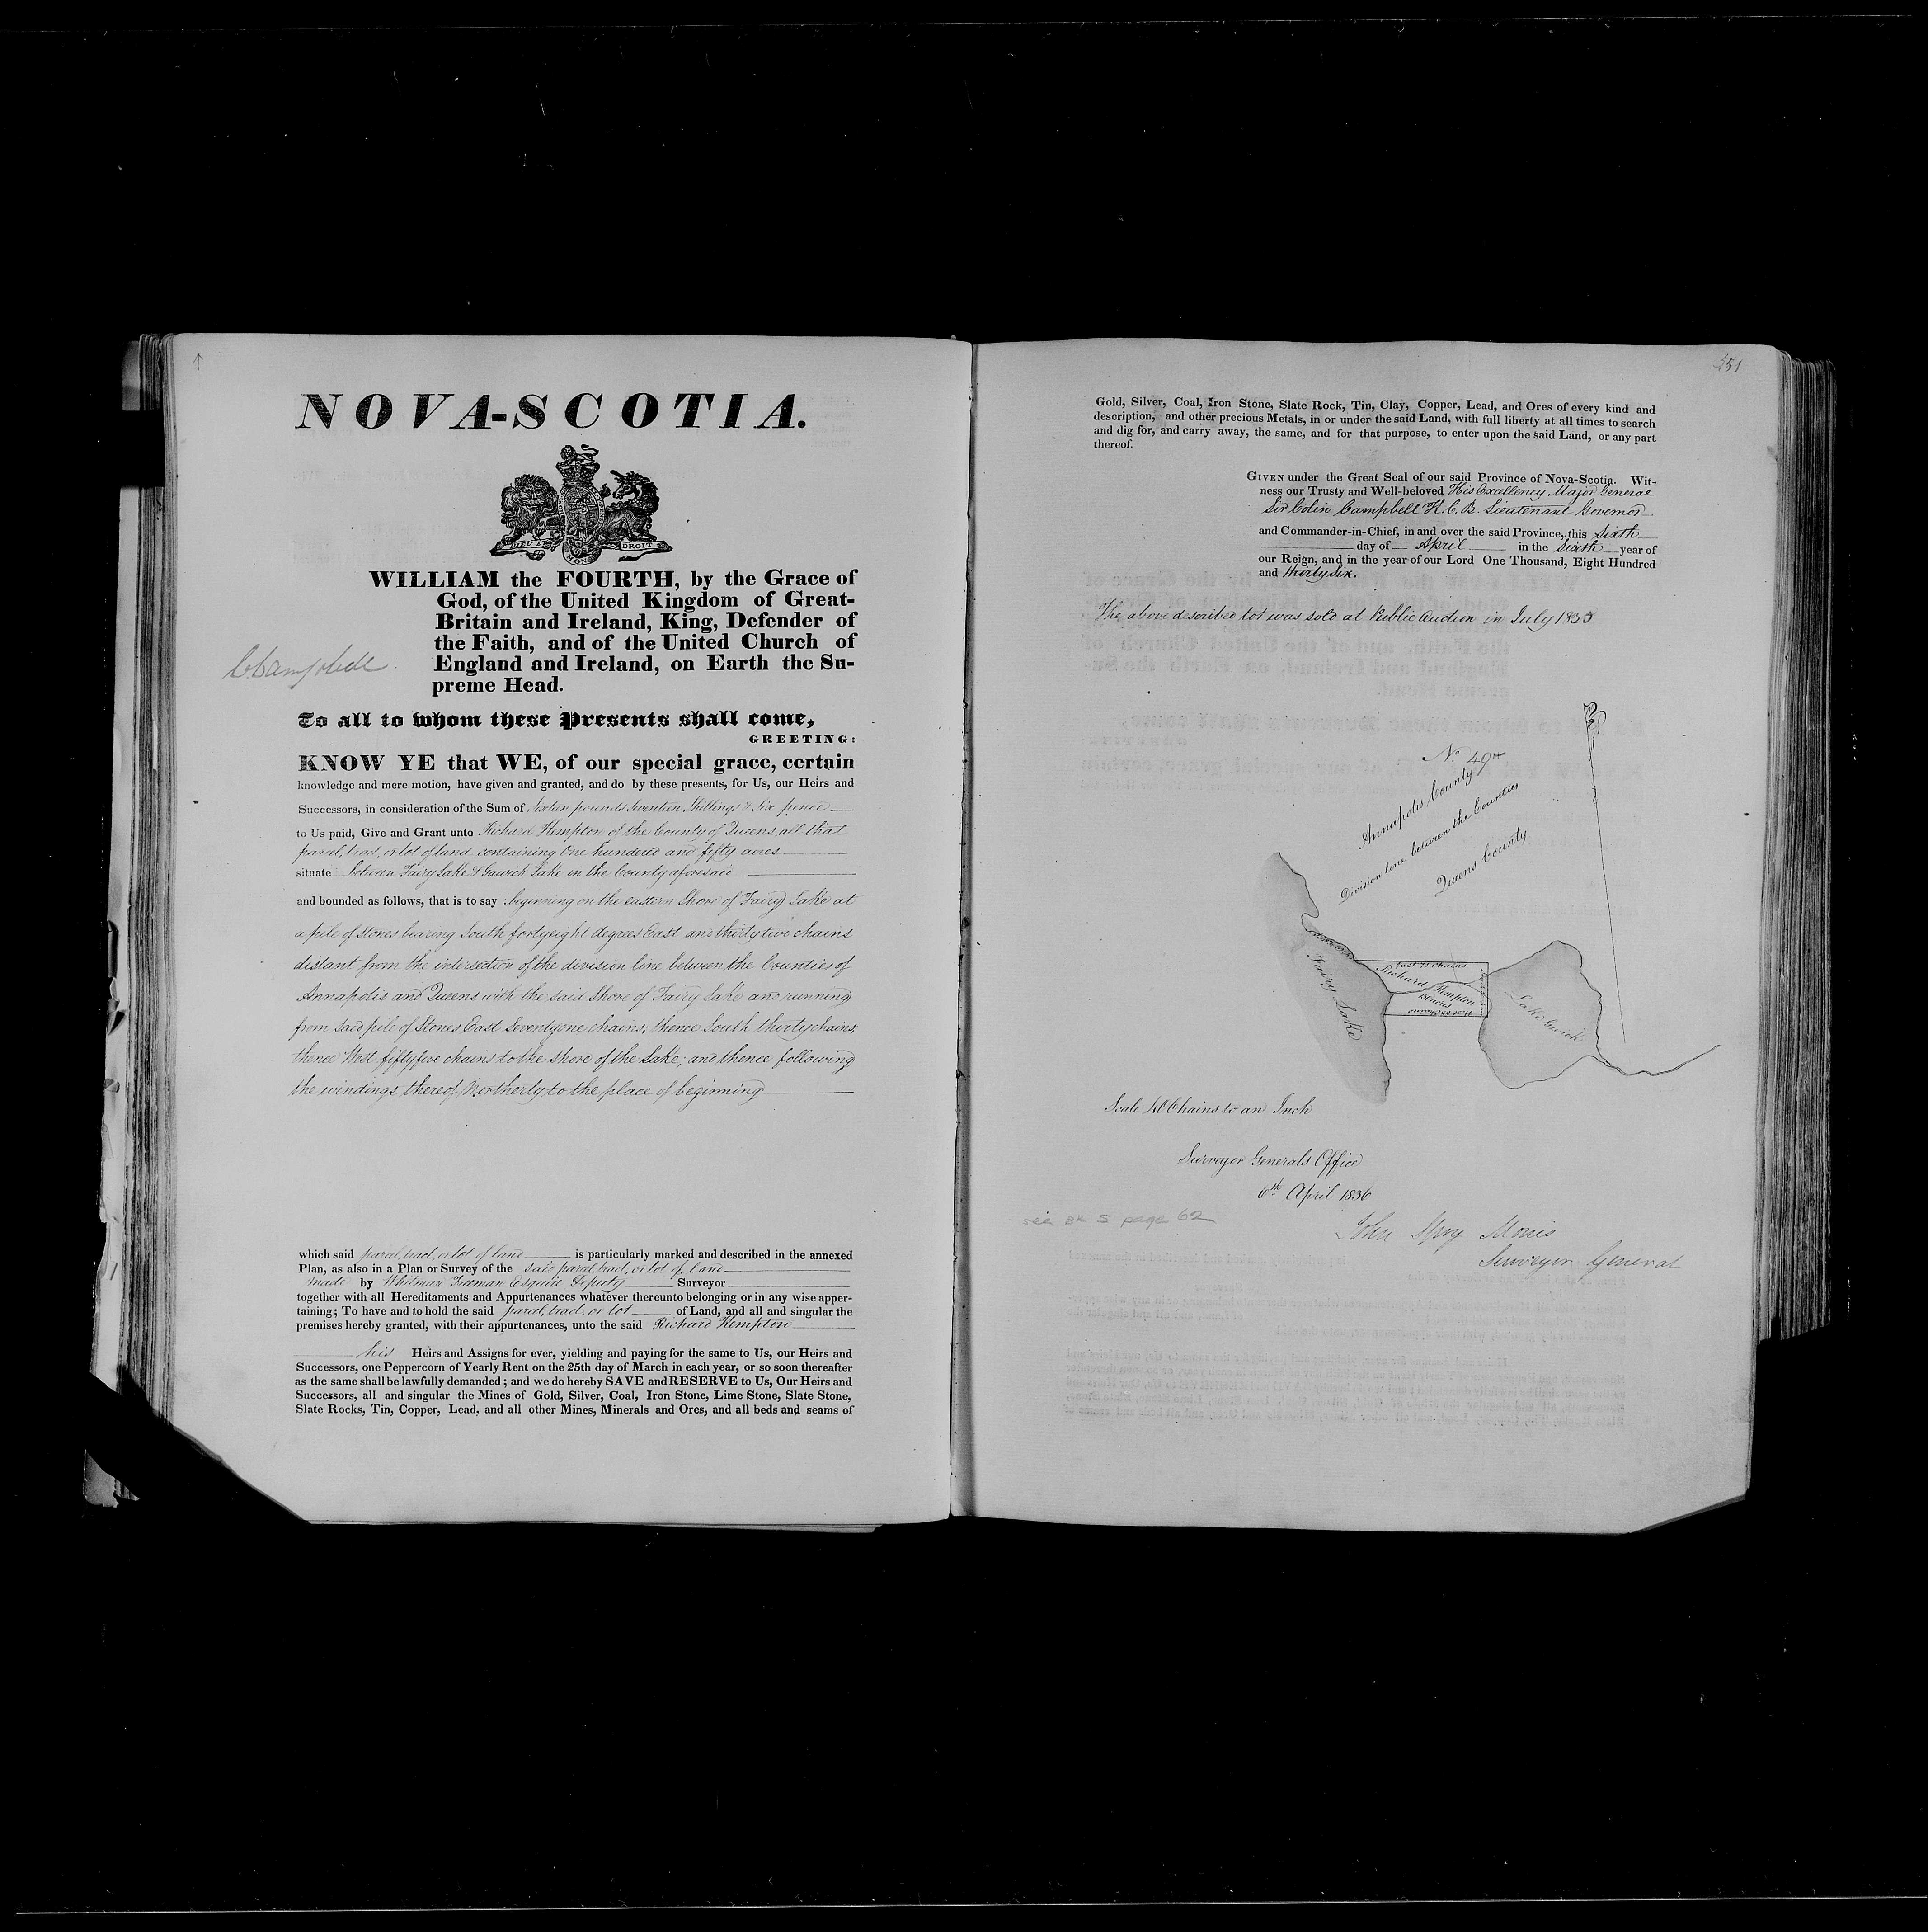 NOVA-SCOTIA.
DIEU ET MON DROIT
WILLIAM the FOURTH, by the Grace of
God, of the United Kingdom of Great-
Britain and Ireland, King, Defender of
the Faith, and of the United Church of
England and Ireland, on Earth the Su-
preme Head.
C Campbell
To all to whom these Presents shall come,
GREETING:
KNOW YE that WE, of our special grace, certain
knowledge and mere motion, have given and granted, and do by these presents, for Us, our Heirs and
Successors, in consideration of the Sum of Sixteen pounds Seventeen Shillings & Six pence
to Us paid, Give and Grant unto Richard Kempton of the County of Queens, all that
parcel, tract, or lot of land containing One hundred and fifty acres
situate between Fairy Lake & Lake in the County aforesaid
and bounded as follows, that is to say beginning on the eastern Shore of Fairy Lake at
a pile of Stones bearing South forty eight degrees East and thirty two chains
distant from the intersection of the division line between the Counties of
Annapolis and Queens with the said Shore of Fairy Lake and running
from said pile of Stones East Seventy one chains; thence South thirty chains,
thence West fifty five chains to the shore of the Lake; and thence following
the windings thereof Northerly, to the place of beginning
which said parcel, tract, or lot of land is particularly marked and described in the annexed
Plan, as also in a Plan or Survey of the said parcel, tract, or lot of land
made by Whitman Freeman Esquire Deputy Surveyor
together with all Hereditaments and Appurtenances whatever thereunto belonging or in any wise apper-
taining; To have and to hold the said parcel, tract, or lot of Land, and all and singular the
premises hereby granted, with their appurtenances, unto the said Richard Kempton
his Heirs and Assigns for ever, yielding and paying for the same to Us, our Heirs and
Successors, one Peppercorn of Yearly Rent on the 25th day of March in each year, or so soon thereafter
as the same shall be lawfully demanded; and we do hereby SAVE and RESERVE to Us, Our Heirs and
Successors, all and singular the Mines of Gold, Silver, Coal, Iron Stone, Lime Stone, Slate Stone,
Slate Rocks, Tin, Copper, Lead, and all other Mines, Minerals and Ores, and all beds and seams of
151
Gold, Silver, Coal, Iron Stone, Slate Rock, Tin, Clay, Copper, Lead, and Ores of every kind and
description, and other precious Metals, in or under the said Land, with full liberty at all times to search
and dig for, and carry away, the same, and for that purpose, to enter upon the said Land, or any part
thereof.
GIVEN under the Great Seal of our said Province of Nova-Scotia. Wit-
ness our Trusty and Well-beloved His Excellency Major General
Sir Colin Campbell K.C.B. Lieutenant Governor
and Commander-in-Chief, in and over the said Province, this Sixth
day of April in the Sixth year of
our Reign, and in the year of our Lord One Thousand, Eight Hundred
and thirty Six.
The above described lot was sold at Public Auction in July 1835
No. 497
Annapolis County
Division line between the Counties
Queens County
East 71 Chains
Richard Kempton
150 acres
West 55 Chains
Fairy Lake
Lake
Scale 40 Chains to an Inch
Surveyor Generals Office
6th April 1836
see BK S page 62
John Spry Morris
Surveyor General